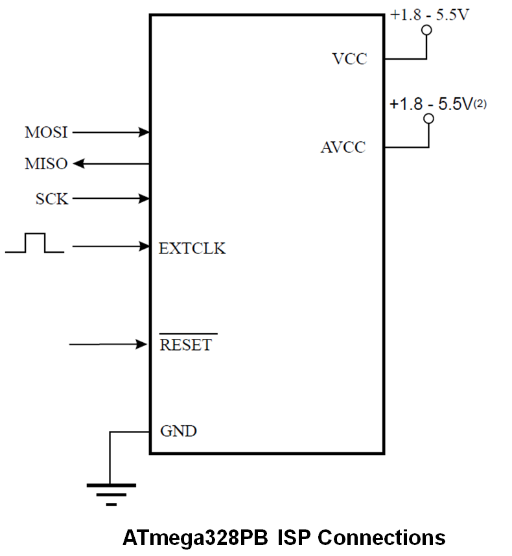 +1.8 - 5.5V
VCC
+1.8 - 5.5V(2)
MOSI
AVCC
MISO
SCK
EXTCLK
RESET
GND
ATmega328PB ISP Connections